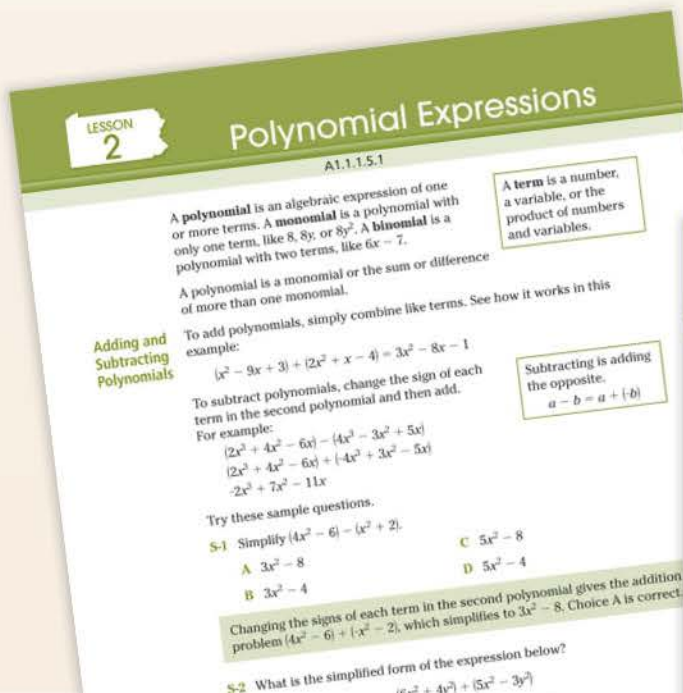 LESSON
2
Polynomial Expressions
A1.1.1.5.1
A polynomial is an algebraic expression of one
or more terms. A monomial is a polynomial with
only one term, like 8, 8y, or 8y². A binomial is a
polynomial with two terms, like 6x − 7.
A polynomial is a monomial or the sum or difference
of more than one monomial.
A term is a number,
a variable, or the
product of numbers
and variables.
Adding and
Subtracting
Polynomials
To add polynomials, simply combine like terms. See how it works in this
example:
(x² − 9x + 3) + (2x² + x − 4) = 3x² − 8x − 1
To subtract polynomials, change the sign of each
term in the second polynomial and then add.
For example:
(2x³ + 4x² − 6x) − (4x³ − 3x² + 5x)
(2x³ + 4x² − 6x) + (-4x³ + 3x² − 5x)
-2x³ + 7x² − 11x
Subtracting is adding
the opposite.
a − b = a + (-b)
Try these sample questions.
S-1 Simplify (4x² − 6) − (x² + 2).
A 3x² − 8
B 3x² − 4
C 5x² − 8
D 5x² − 4
Changing the signs of each term in the second polynomial gives the addition
problem (4x² − 6) + (-x² − 2), which simplifies to 3x² − 8. Choice A is correct.
S-2 What is the simplified form of the expression below?
+ 4y²) + (5x² − 3y²)